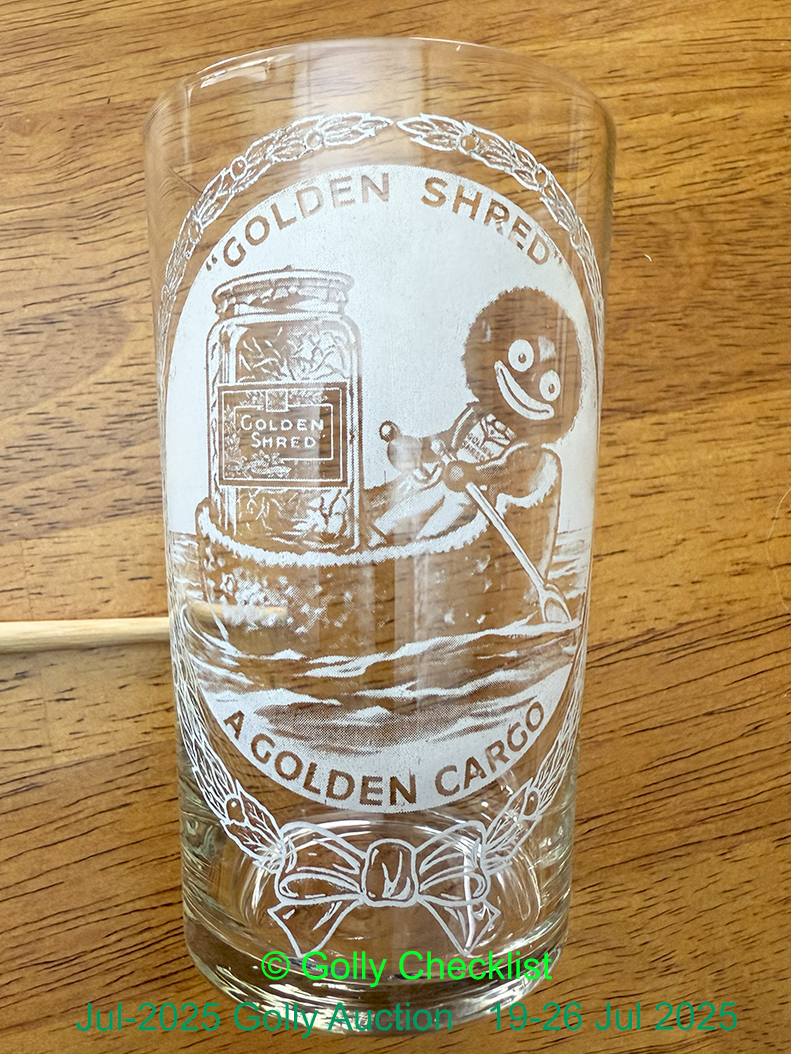 "GOLDEN SHRED"
GOLDEN
SHRED
A GOLDEN CARGO
© Golly Checklist
Jul-2025 Golly Auction 19-26 Jul 2025